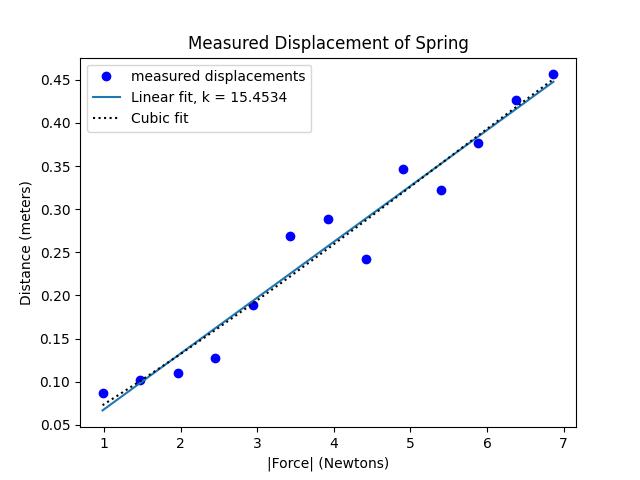 Measured Displacement of Spring
measured displacements
Linear fit, k = 15.4534
Cubic fit
Distance (meters)
0.45
0.40
0.35
0.30
0.25
0.20
0.15
0.10
0.05
1 2 3 4 5 6 7
|Force| (Newtons)